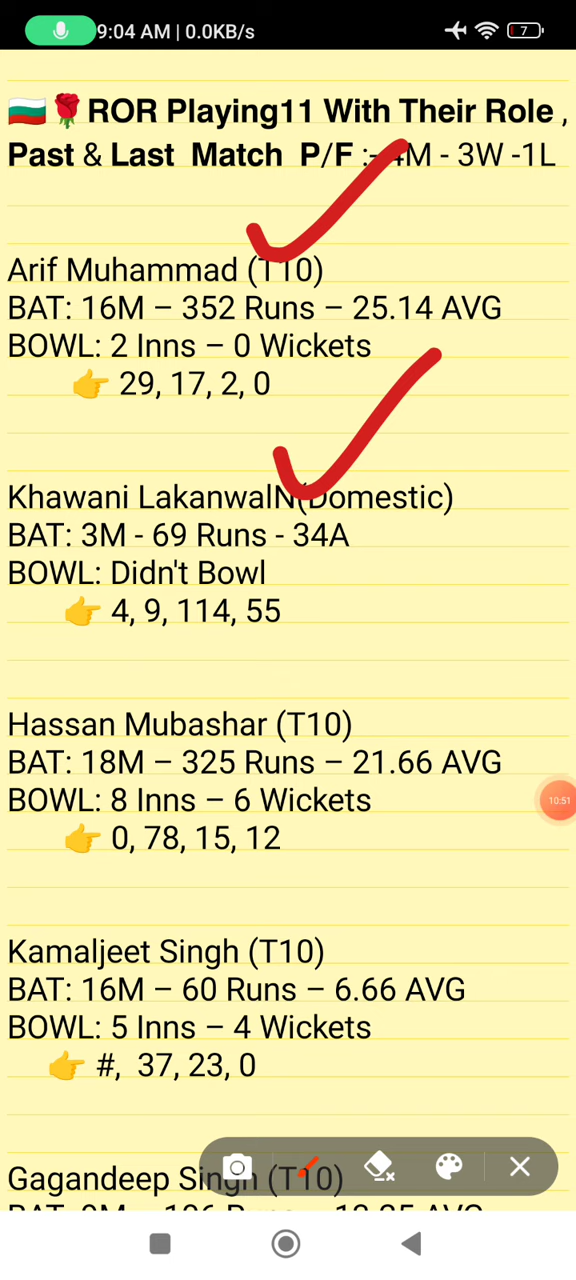 9:04 AM | 0.0KB/s
7
🇧🇬🌹ROR Playing11 With Their Role ,
Past & Last Match P/F :- 4M - 3W -1L
Arif Muhammad (T10)
BAT: 16M – 352 Runs – 25.14 AVG
BOWL: 2 Inns – 0 Wickets
👉 29, 17, 2, 0
Khawani LakanwalN(Domestic)
BAT: 3M - 69 Runs - 34A
BOWL: Didn't Bowl
👉 4, 9, 114, 55
Hassan Mubashar (T10)
BAT: 18M – 325 Runs – 21.66 AVG
BOWL: 8 Inns – 6 Wickets
10:51
👉 0, 78, 15, 12
Kamaljeet Singh (T10)
BAT: 16M – 60 Runs – 6.66 AVG
BOWL: 5 Inns – 4 Wickets
👉 #, 37, 23, 0
Gagandeep Singh (T10)